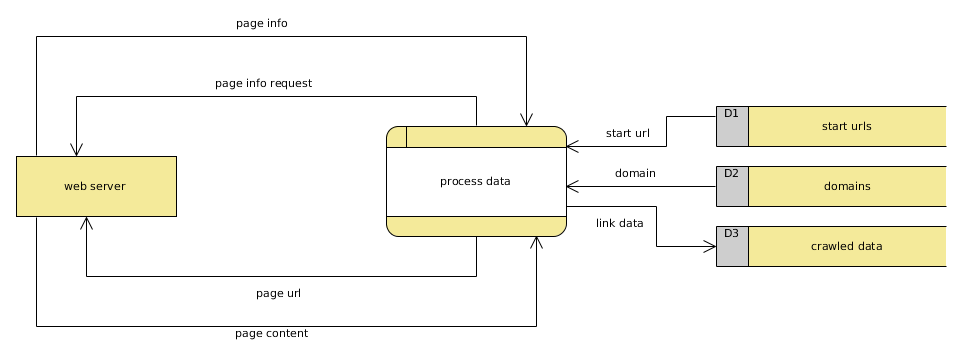 page info
page info request
D1
start urls
start url
web server
process data
domain
D2
domains
link data
D3
crawled data
page url
page content